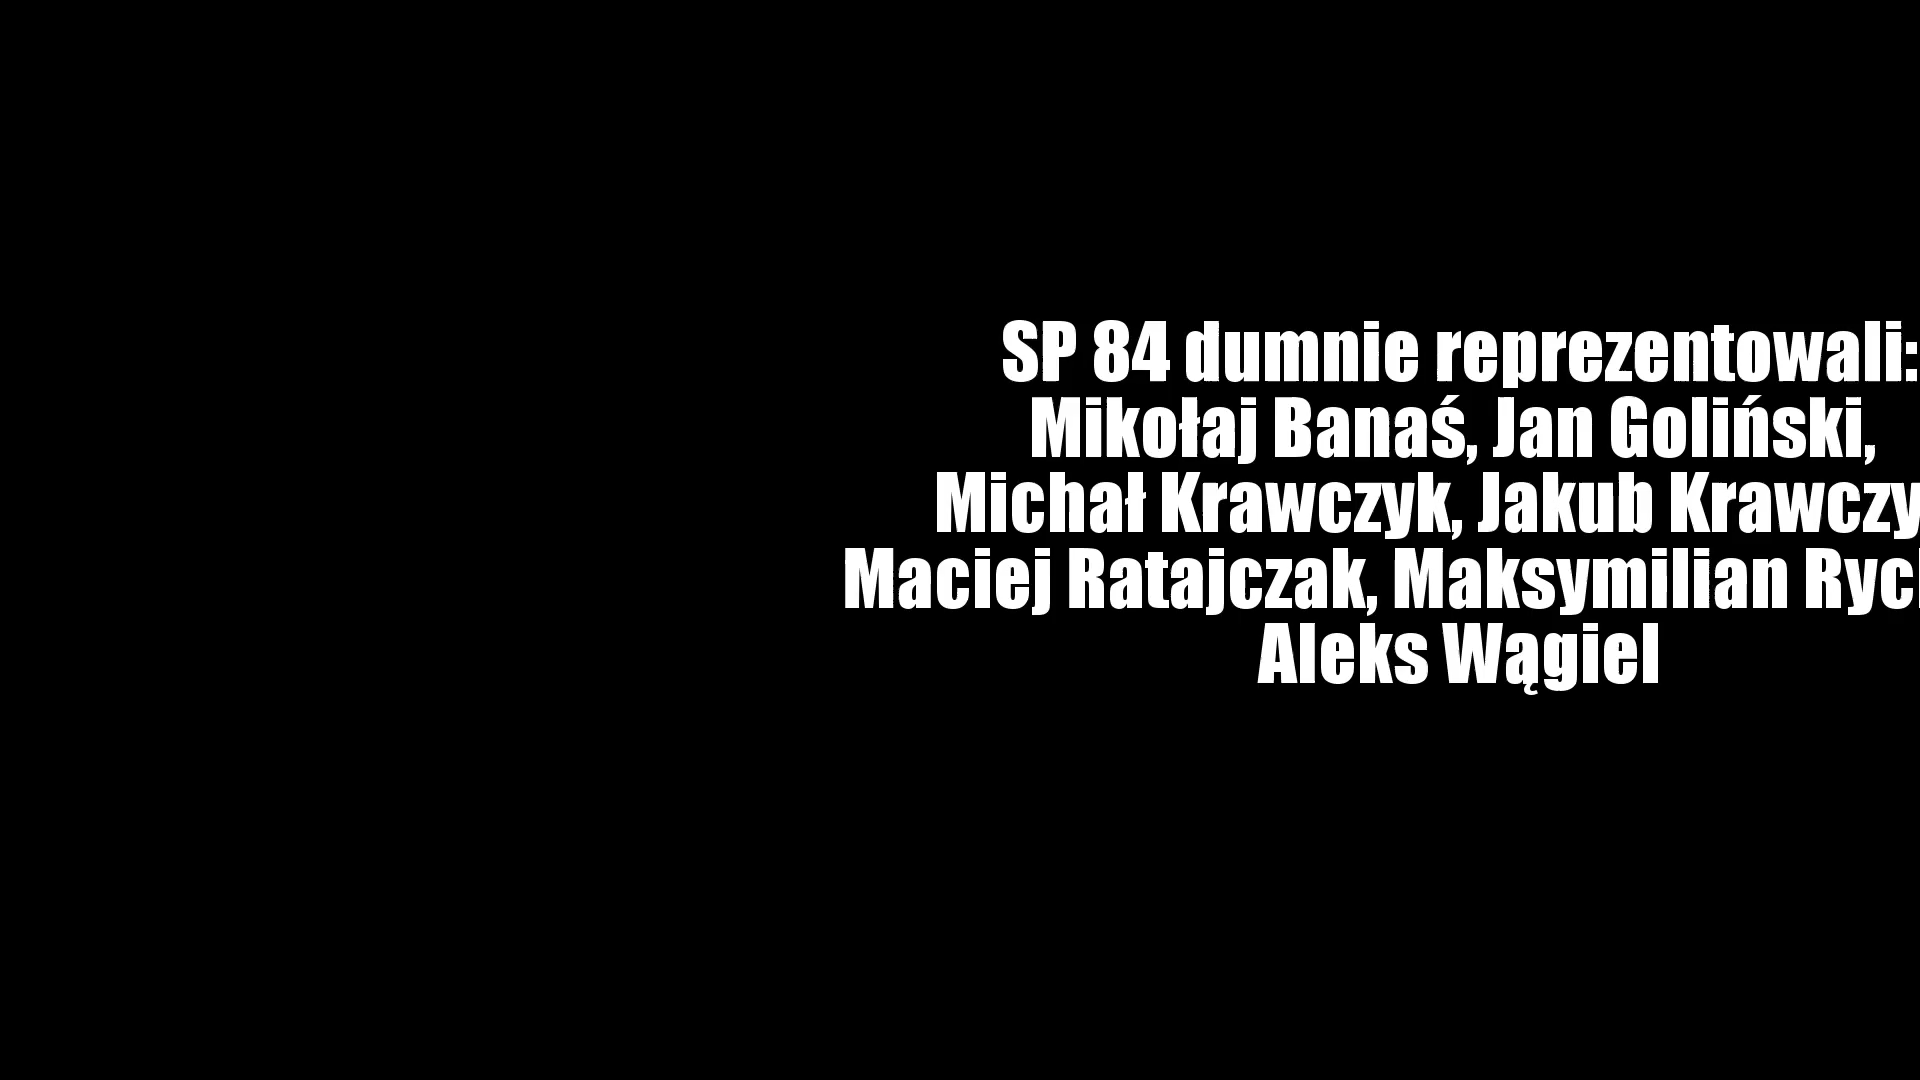 SP 84 dumnie reprezentowali:
Mikołaj Banaś, Jan Goliński,
Michał Krawczyk, Jakub Krawczy
Maciej Ratajczak, Maksymilian Ryc
Aleks Wągiel